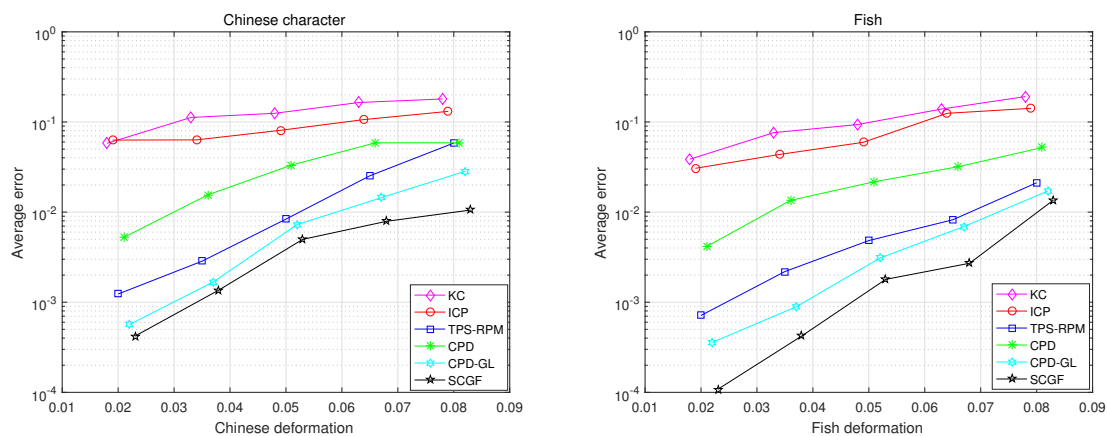 Chinese character
10^0
10^-1
10^-2
10^-3
10^-4
Average error
0.01 0.02 0.03 0.04 0.05 0.06 0.07 0.08 0.09
Chinese deformation
KC
ICP
TPS-RPM
CPD
CPD-GL
SCGF
Fish
10^0
10^-1
10^-2
10^-3
10^-4
Average error
0.01 0.02 0.03 0.04 0.05 0.06 0.07 0.08 0.09
Fish deformation
KC
ICP
TPS-RPM
CPD
CPD-GL
SCGF